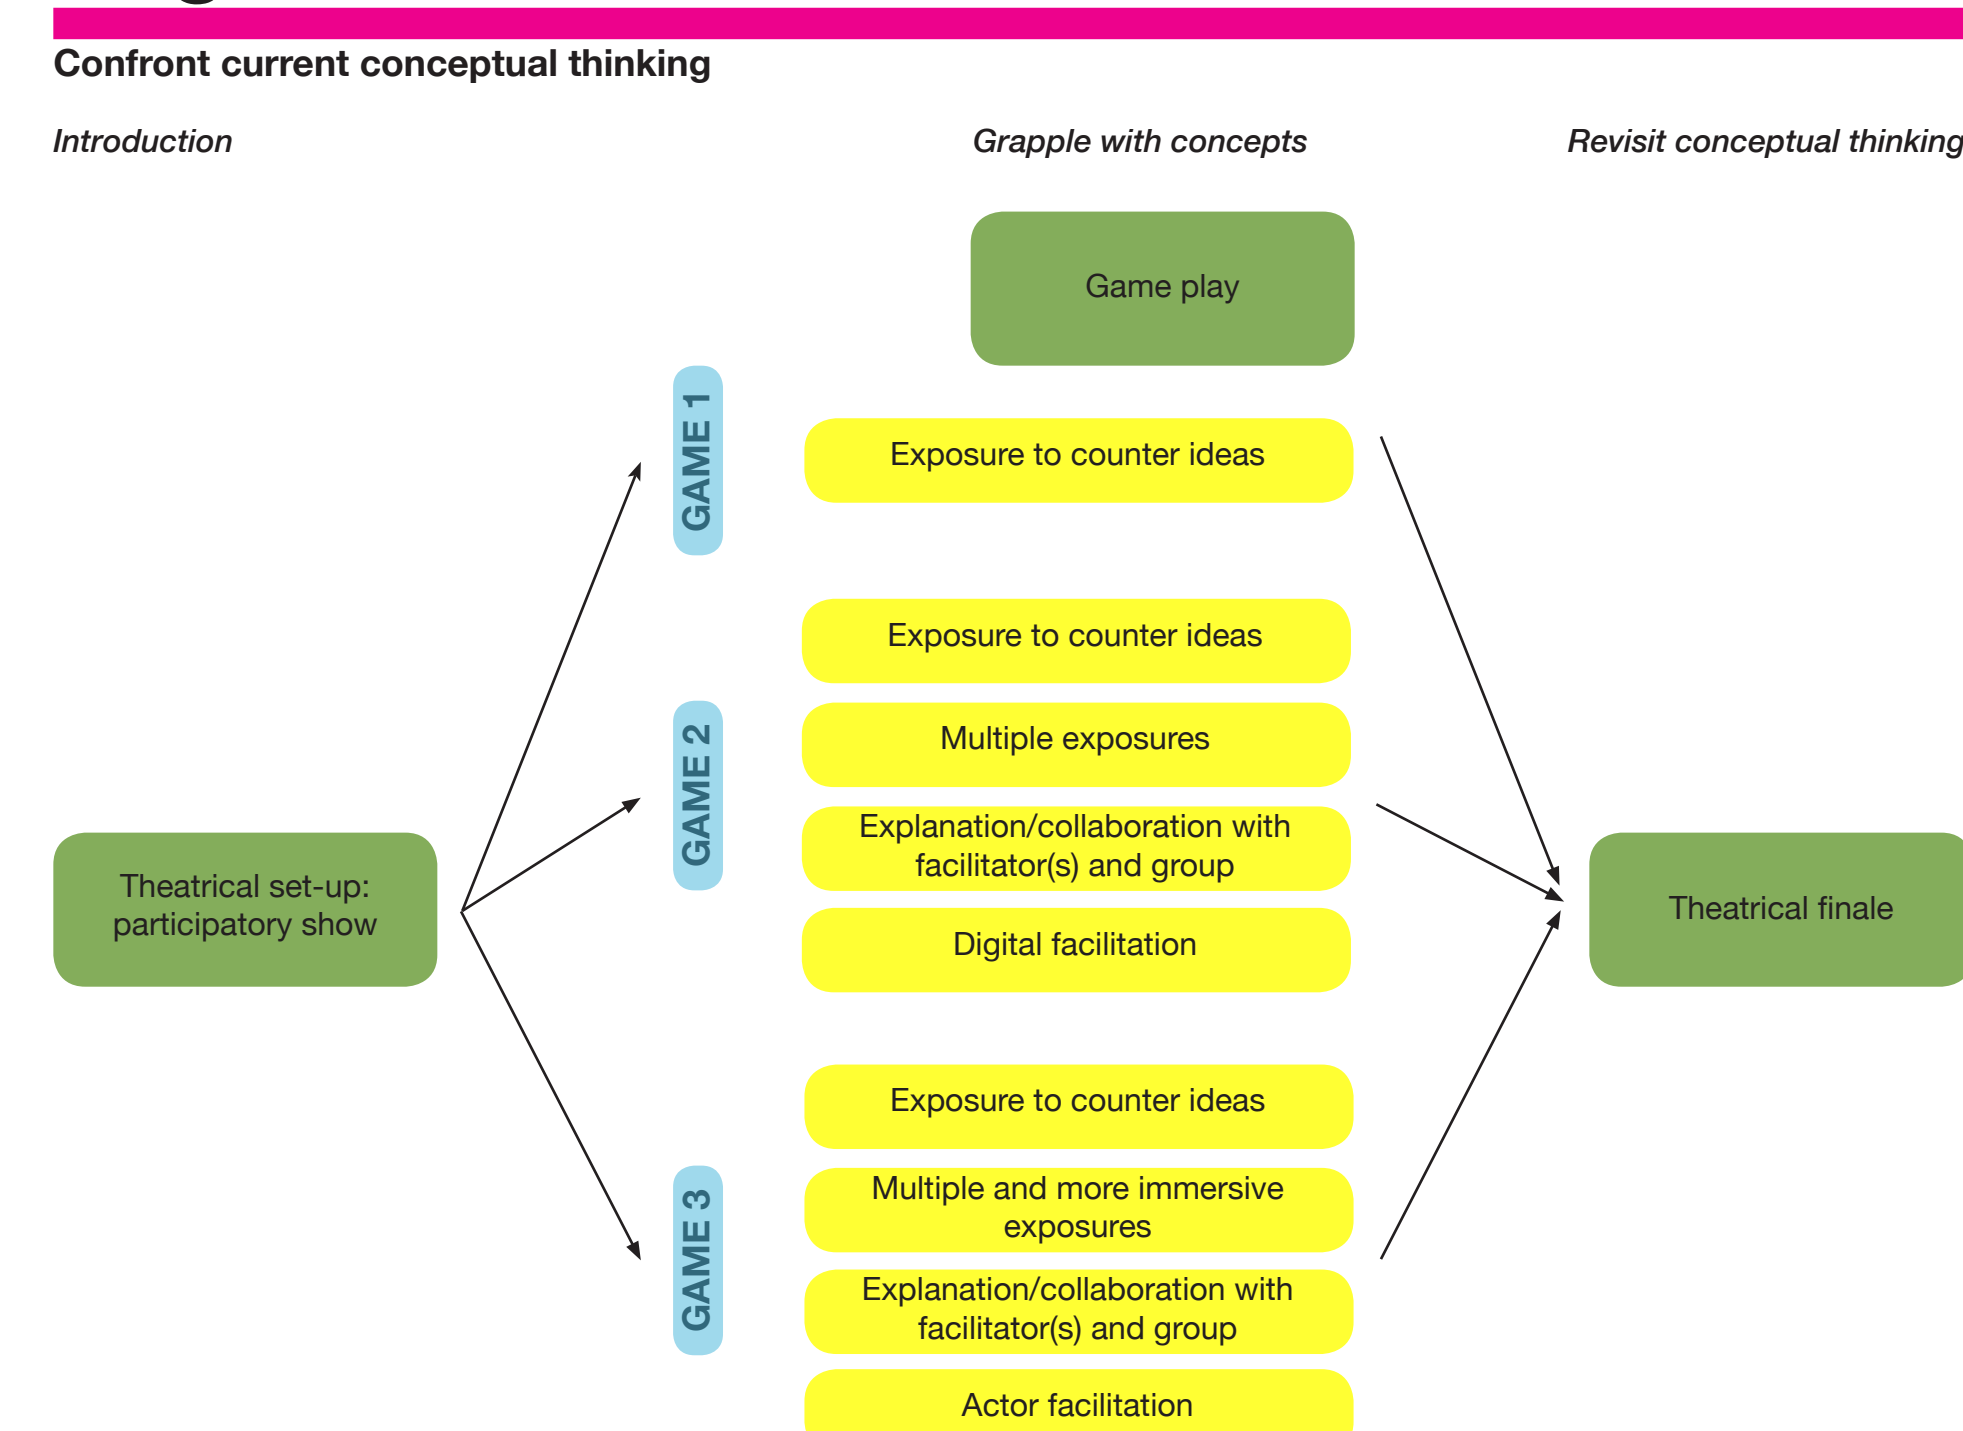 Confront current conceptual thinking
Introduction
Grapple with concepts
Revisit conceptual thinking
Game play
GAME 1
Exposure to counter ideas
GAME 2
Exposure to counter ideas
Multiple exposures
Explanation/collaboration with
facilitator(s) and group
Digital facilitation
Theatrical set-up:
participatory show
Theatrical finale
GAME 3
Exposure to counter ideas
Multiple and more immersive
exposures
Explanation/collaboration with
facilitator(s) and group
Actor facilitation